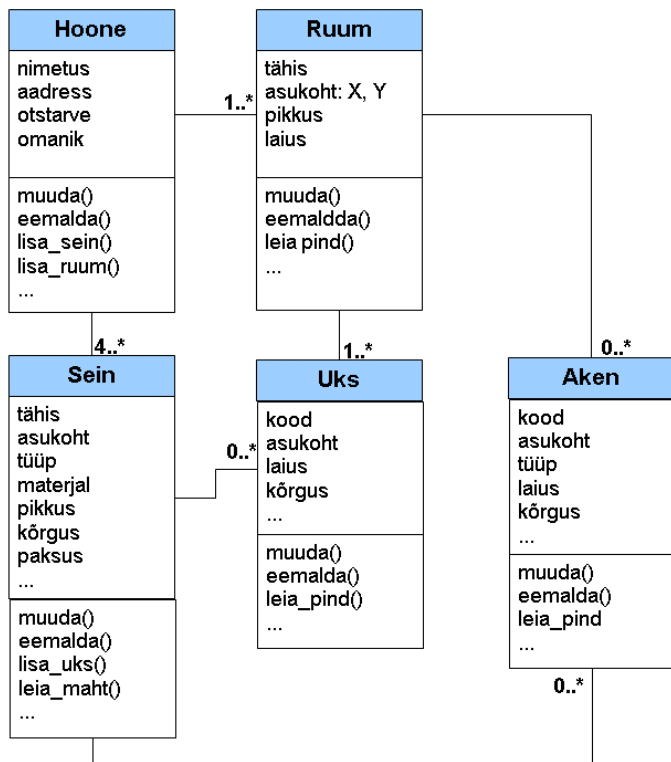 Hoone
nimetus
aadress
otstarve
omanik
muuda()
eemalda()
lisa_sein()
lisa_ruum()
...
1..*
Ruum
tähis
asukoht: X, Y
pikkus
laius
muuda()
eemaldda()
leia pind()
...
4..*
Sein
tähis
asukoht
tüüp
materjal
pikkus
kõrgus
paksus
...
muuda()
eemalda()
lisa_uks()
leia_maht()
...
1..*
0..*
Uks
kood
asukoht
laius
kõrgus
...
muuda()
eemalda()
leia_pind()
...
0..*
Aken
kood
asukoht
tüüp
laius
kõrgus
...
muuda()
eemalda()
leia_pind
...
0..*